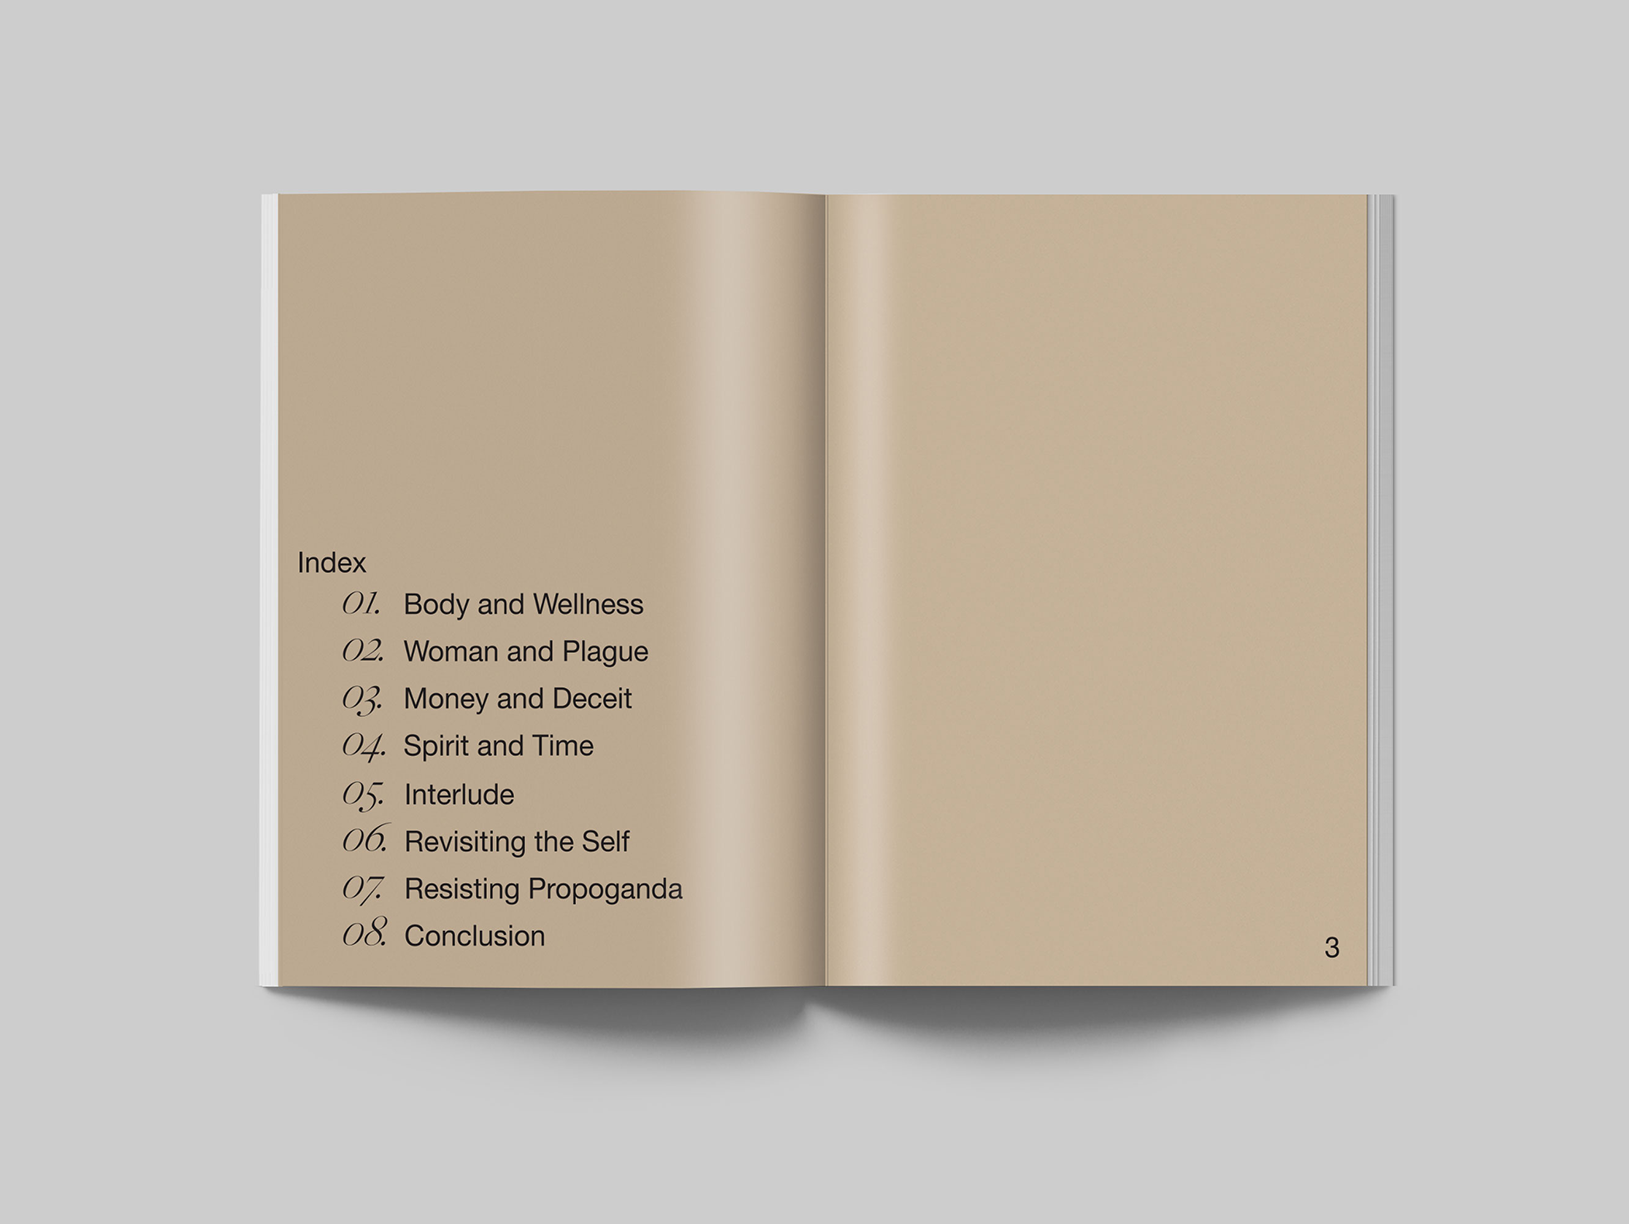 Index
01. Body and Wellness
02. Woman and Plague
03. Money and Deceit
04. Spirit and Time
05. Interlude
06. Revisiting the Self
07. Resisting Propoganda
08. Conclusion
3